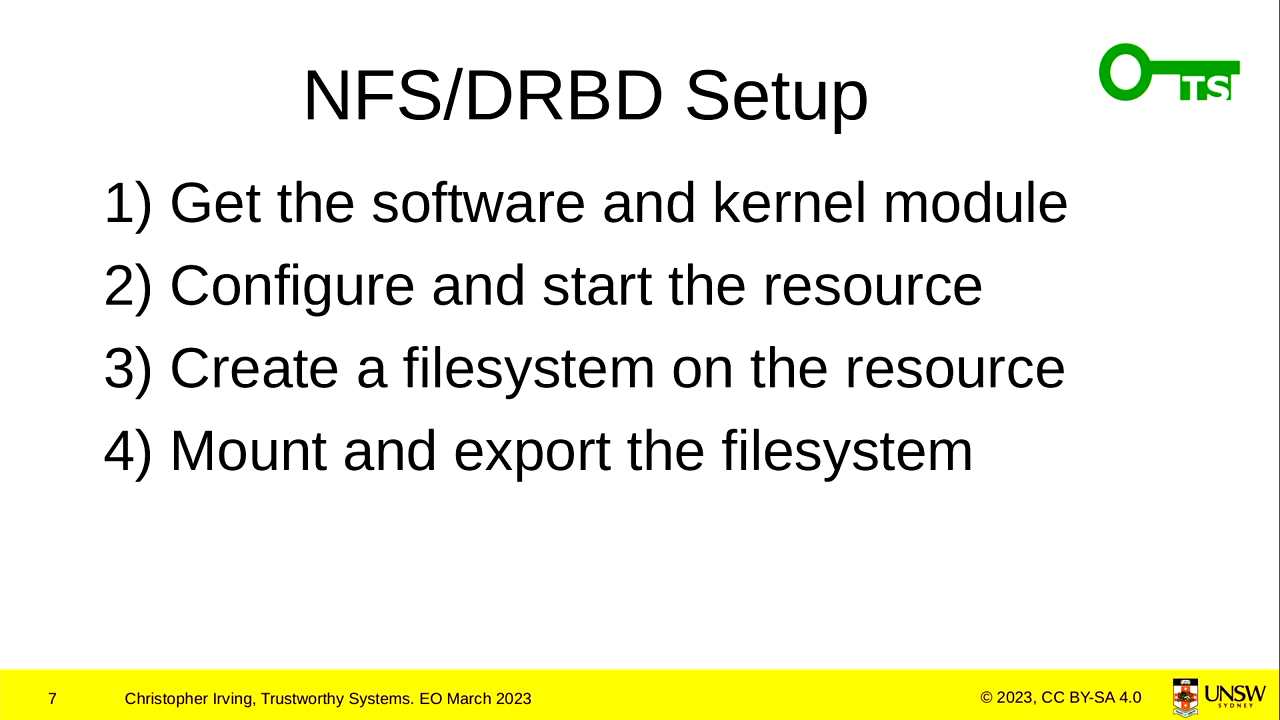 NFS/DRBD Setup
TS
1) Get the software and kernel module
2) Configure and start the resource
3) Create a filesystem on the resource
4) Mount and export the filesystem
7
Christopher Irving, Trustworthy Systems. EO March 2023
© 2023, CC BY-SA 4.0
UNSW
SYDNEY